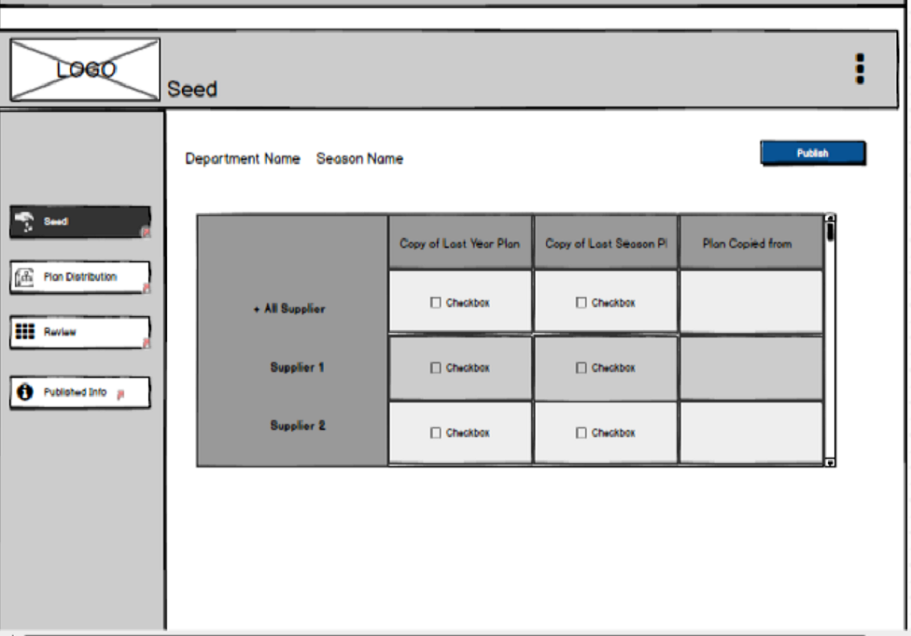 LOGO
Seed
Department Name Season Name
Publish
Seed
Plan Distribution
Review
Published Info
Copy of Last Year Plan
Copy of Last Season Pl
Plan Copied from
+ All Supplier
Checkbox
Checkbox
Supplier 1
Checkbox
Checkbox
Supplier 2
Checkbox
Checkbox